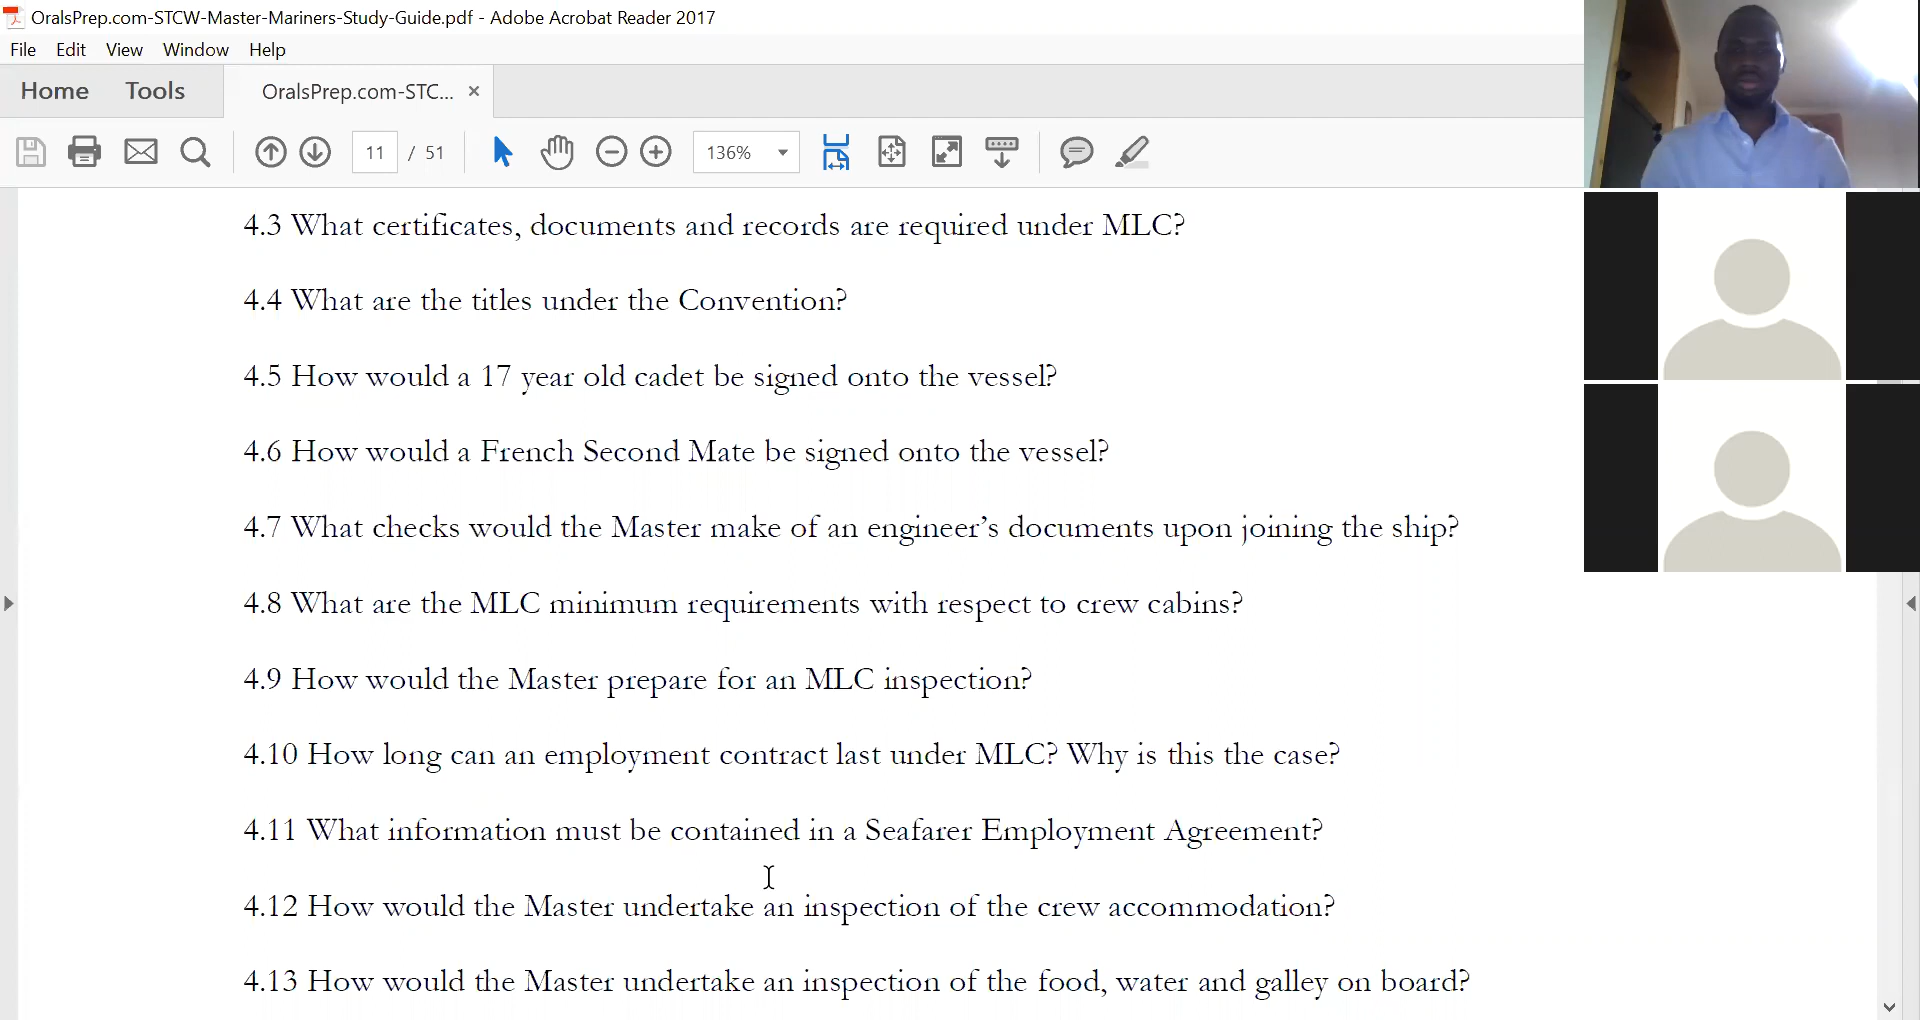 OralsPrep.com-STCW-Master-Mariners-Study-Guide.pdf - Adobe Acrobat Reader 2017
File Edit View Window Help
Home Tools OralsPrep.com-STC... ×
11 / 51 136%
4.3 What certificates, documents and records are required under MLC?
4.4 What are the titles under the Convention?
4.5 How would a 17 year old cadet be signed onto the vessel?
4.6 How would a French Second Mate be signed onto the vessel?
4.7 What checks would the Master make of an engineer’s documents upon joining the ship?
4.8 What are the MLC minimum requirements with respect to crew cabins?
4.9 How would the Master prepare for an MLC inspection?
4.10 How long can an employment contract last under MLC? Why is this the case?
4.11 What information must be contained in a Seafarer Employment Agreement?
4.12 How would the Master undertake an inspection of the crew accommodation?
4.13 How would the Master undertake an inspection of the food, water and galley on board?